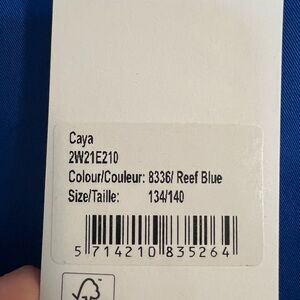 Caya
2W21E210
Colour/Couleur: 8336/ Reef Blue
Size/Taille: 134/140
5 714210 835264